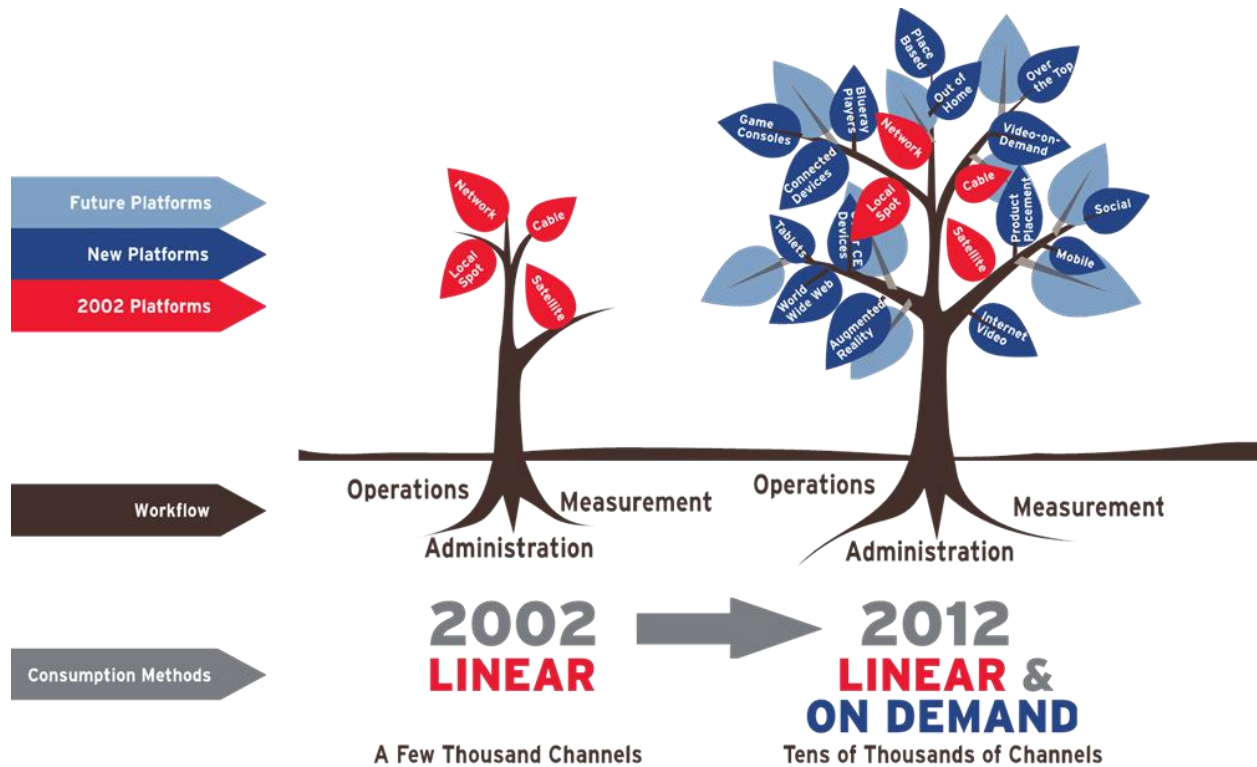 Future Platforms
New Platforms
2002 Platforms
Workflow
Consumption Methods
Network
Cable
Local
Spot
Satellite
Operations
Measurement
Administration
2002
LINEAR
A Few Thousand Channels
Place
Based
Out of
Home
Over
the Top
Blueray
Players
Game
Consoles
Network
Video-on-
Demand
Connected
Devices
Cable
Local
Spot
Product
Placement
Social
Tablets
CE
Devices
Satellite
Mobile
World
Wide Web
Augmented
Reality
Internet
Video
Operations
Measurement
Administration
2012
LINEAR &
ON DEMAND
Tens of Thousands of Channels